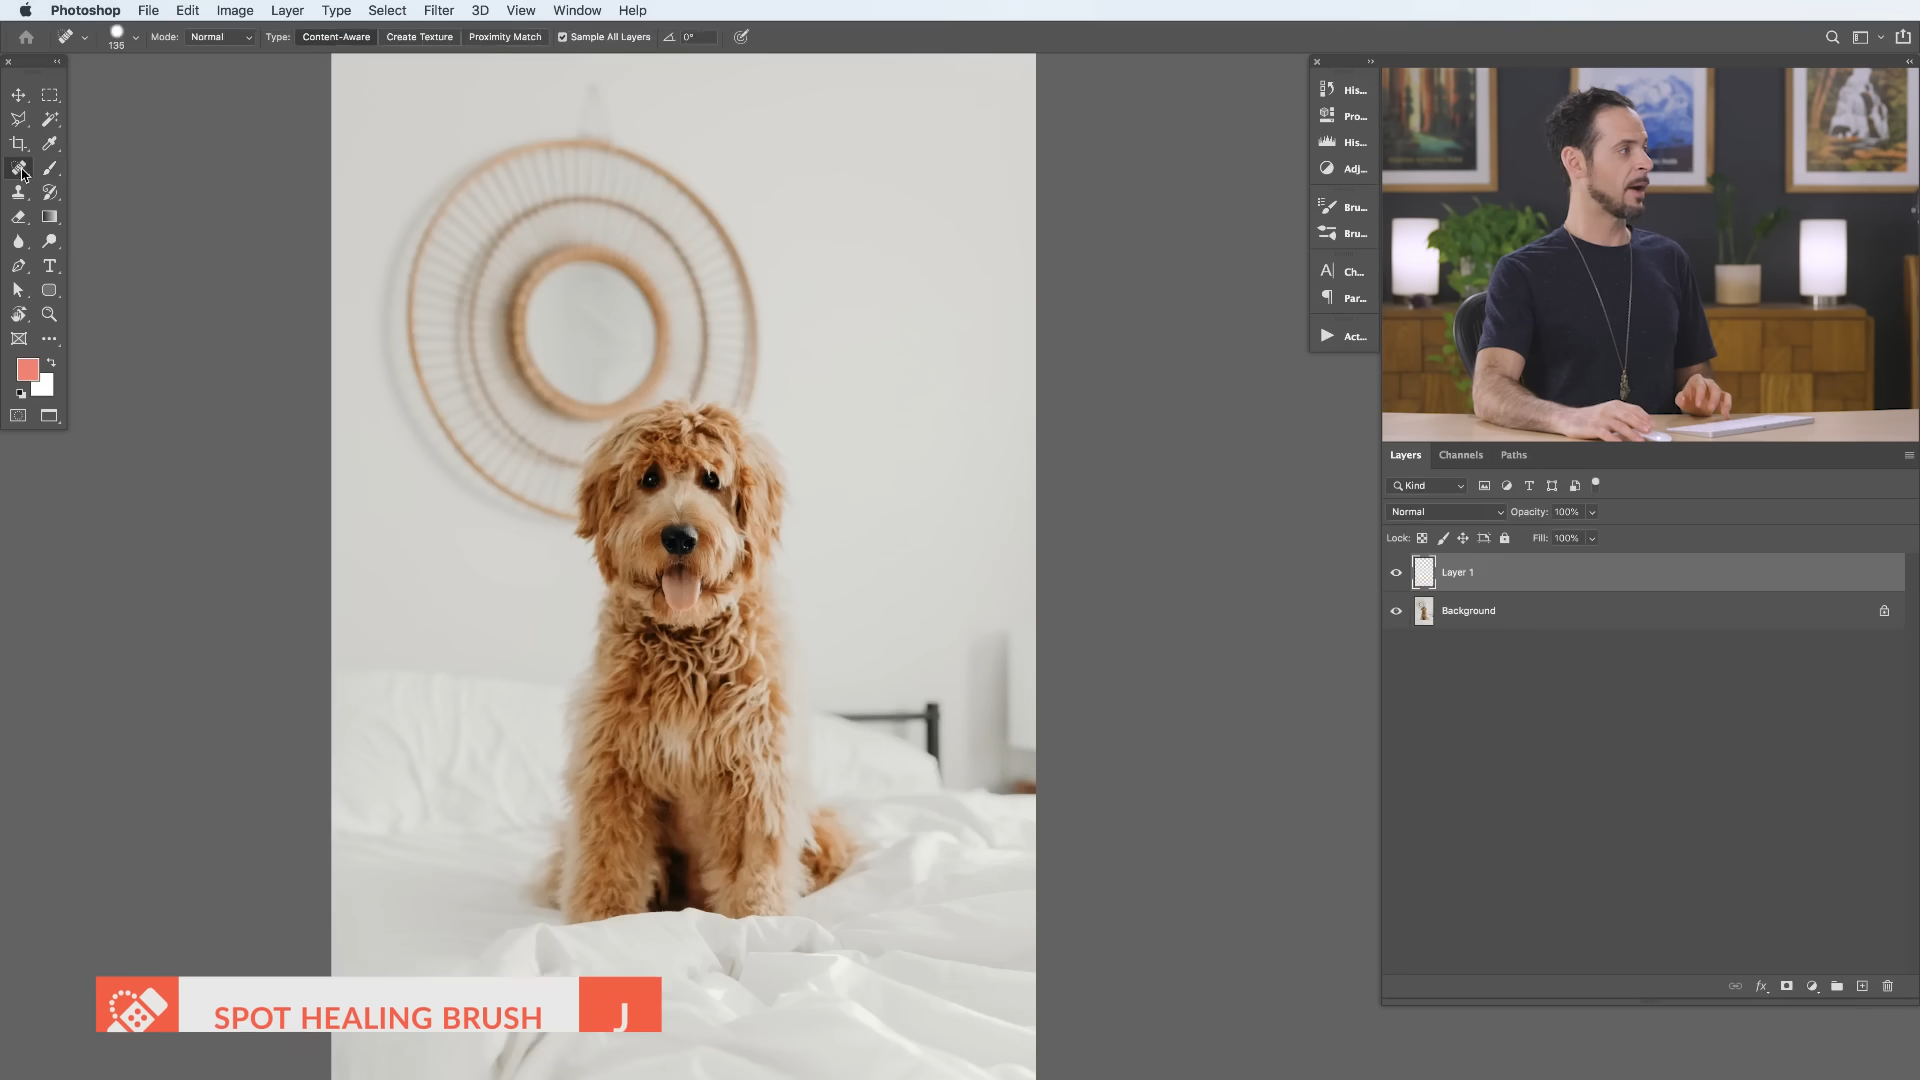 Photoshop File Edit Image Layer Type Select Filter 3D View Window Help
136 Mode: Normal Type: Content-Aware Create Texture Proximity Match Sample All Layers 0°
His...
Pro...
His...
Adj...
Bru...
Bru...
Ch...
Par...
Act...
Layers Channels Paths
Kind
Normal Opacity: 100%
Lock: Fill: 100%
Layer 1
Background
fx
SPOT HEALING BRUSH J